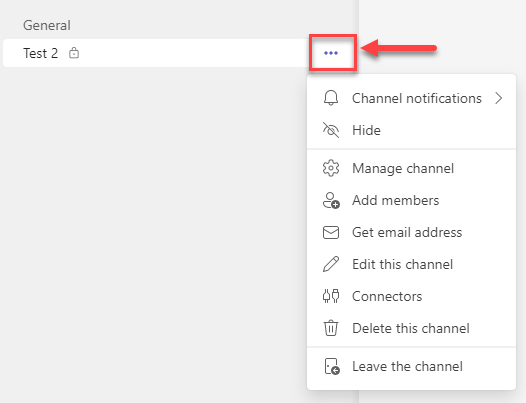 General
Test 2
Channel notifications
Hide
Manage channel
Add members
Get email address
Edit this channel
Connectors
Delete this channel
Leave the channel